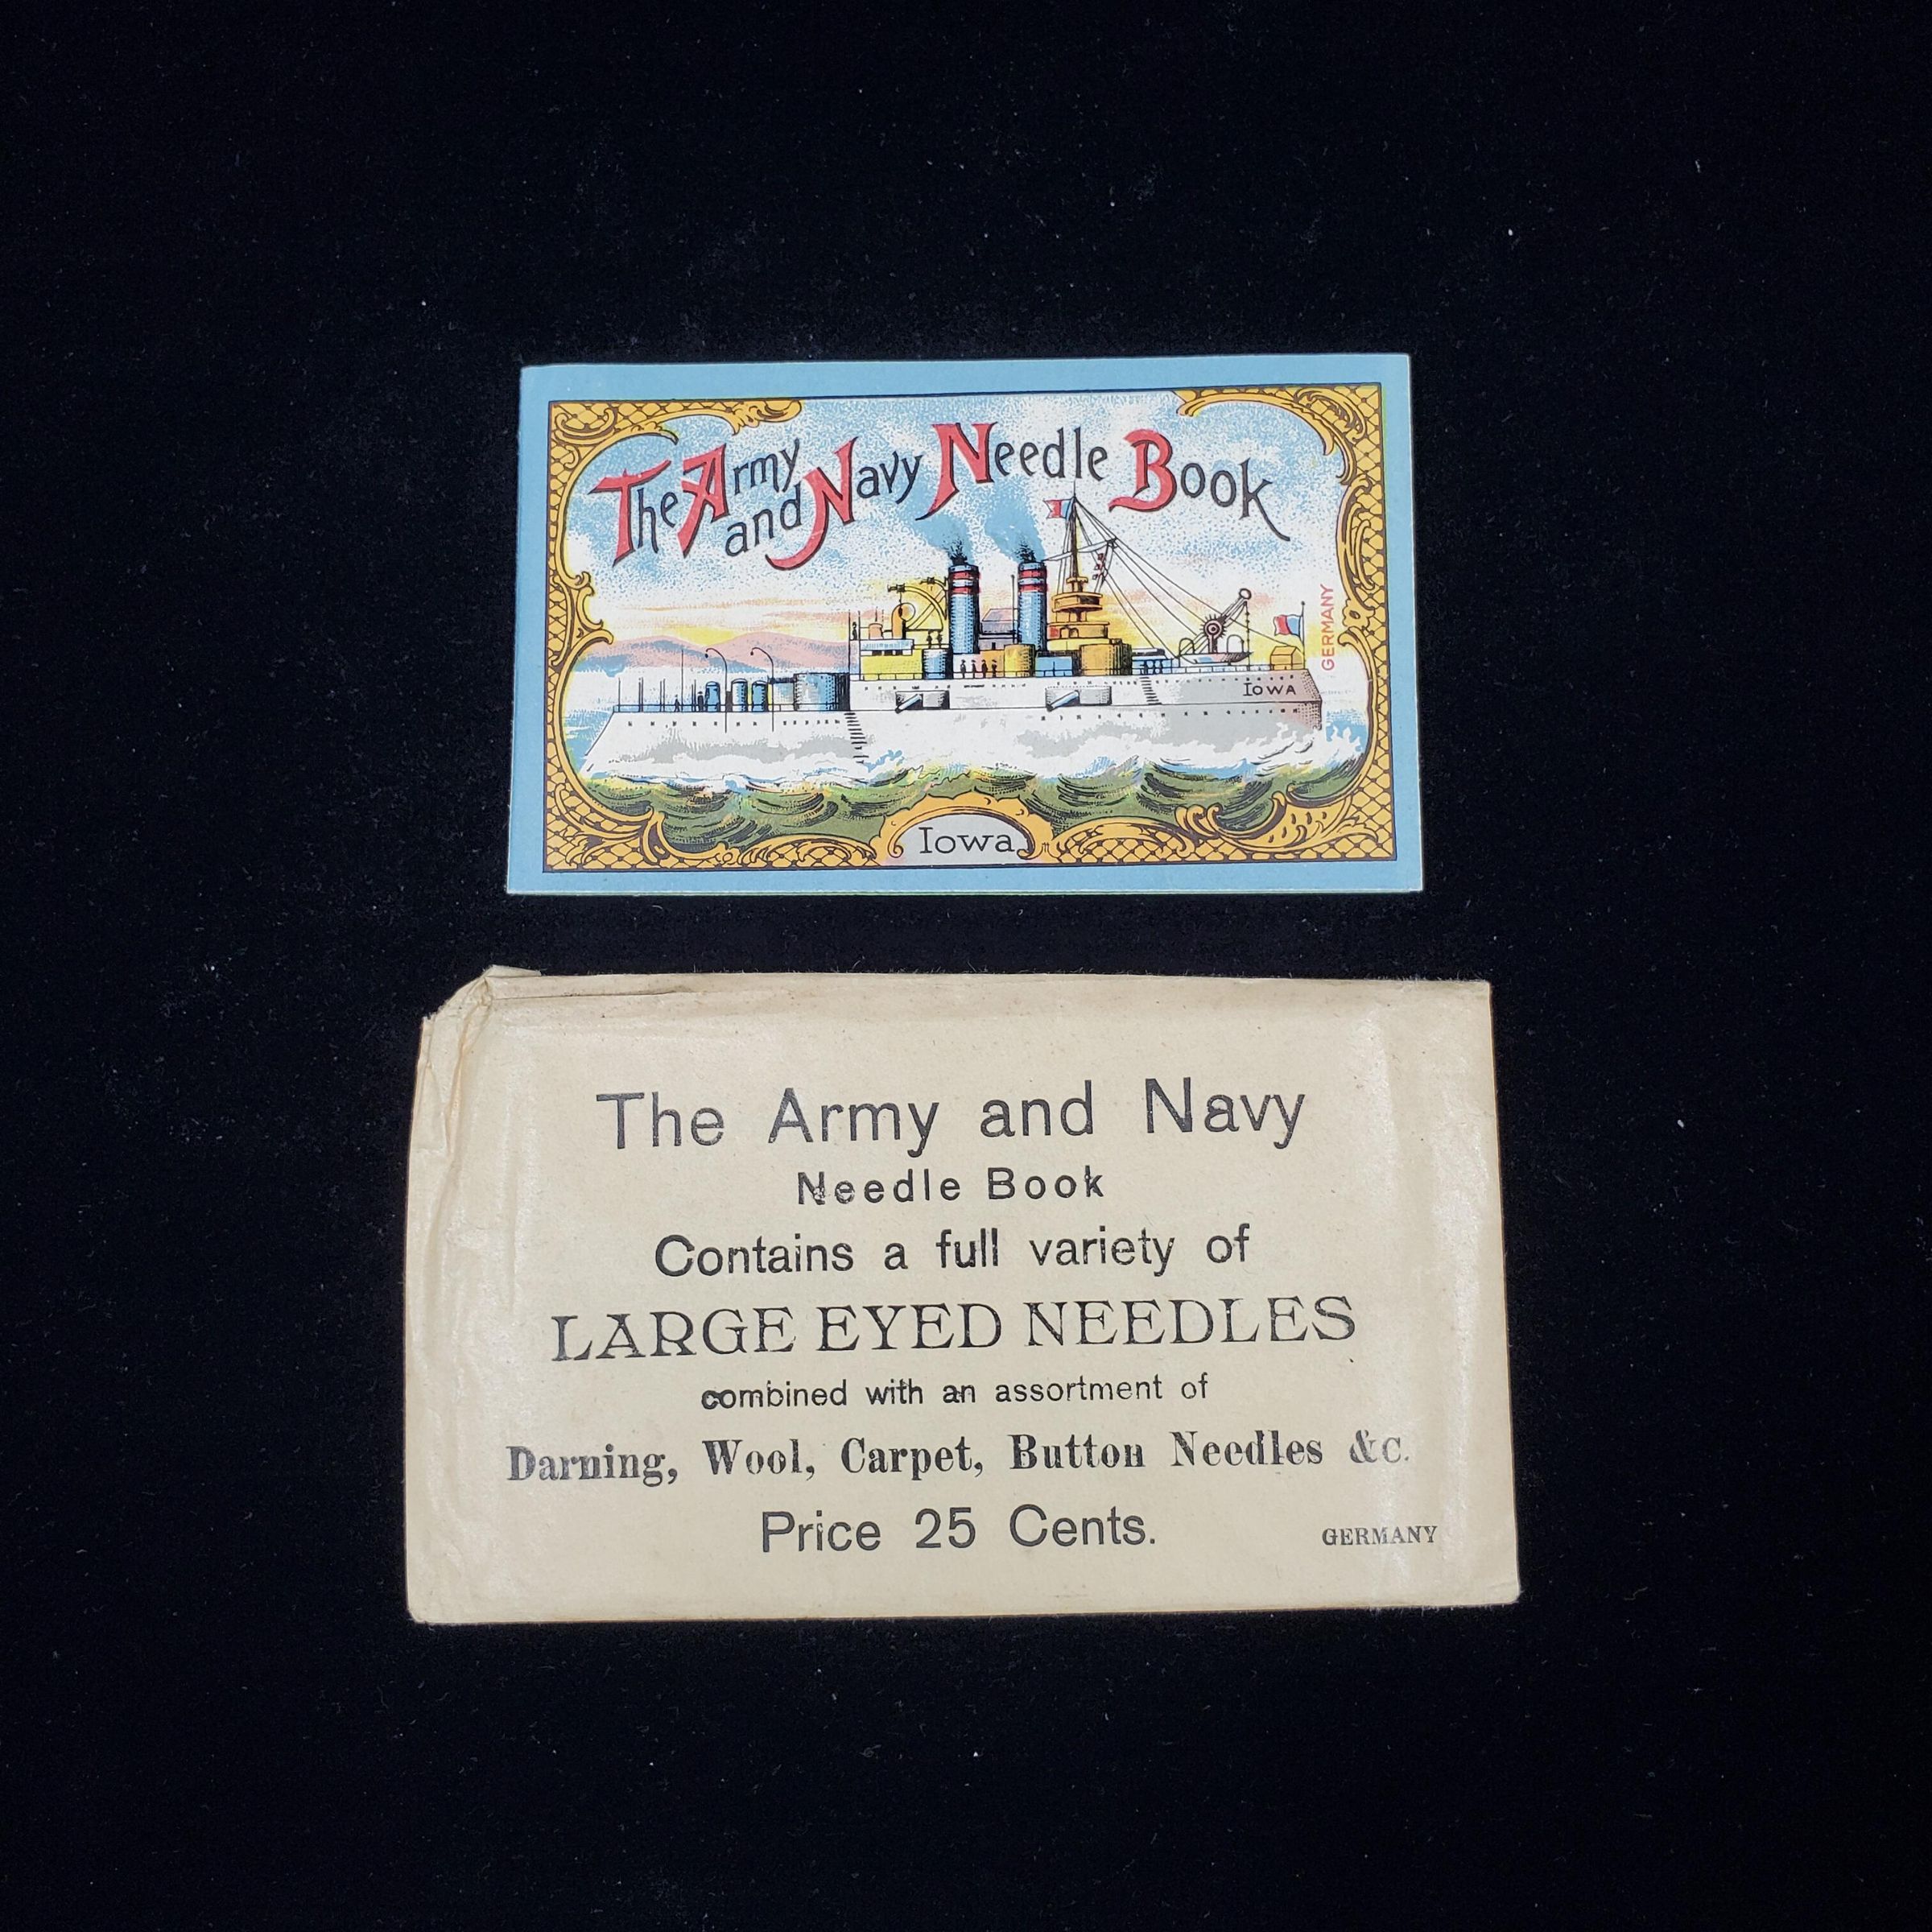 The Army and Navy Needle Book
GERMANY
IOWA
Iowa
The Army and Navy
Needle Book
Contains a full variety of
LARGE EYED NEEDLES
combined with an assortment of
Darning, Wool, Carpet, Button Needles &c.
Price 25 Cents.
GERMANY